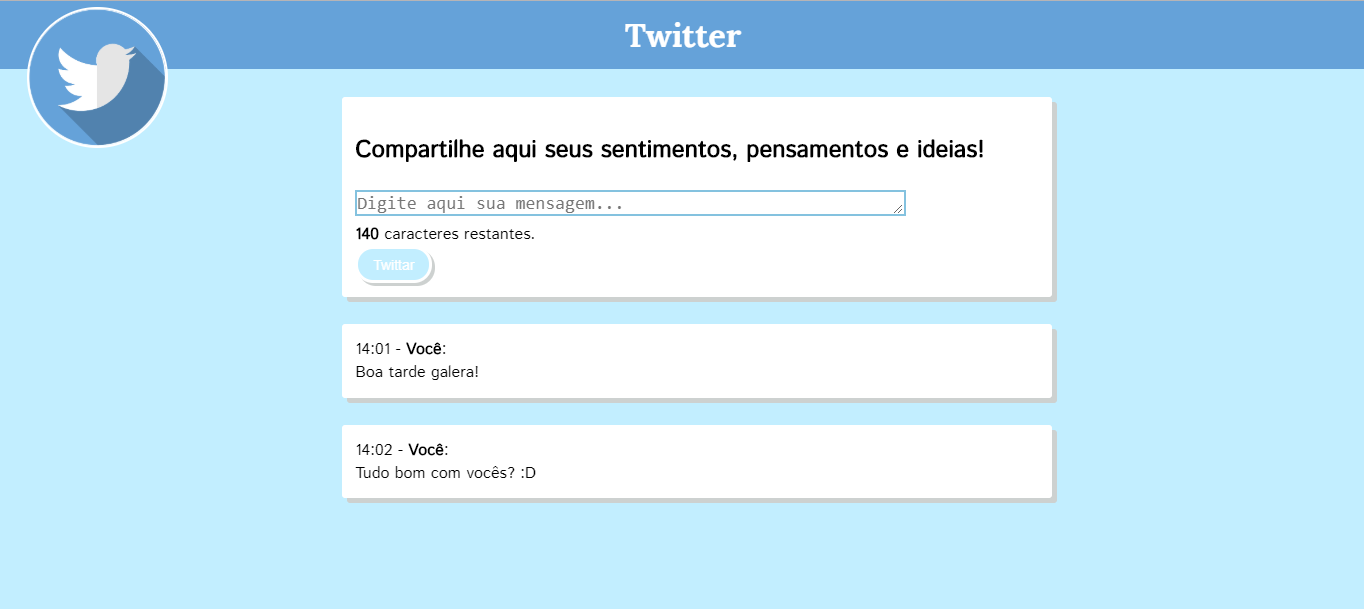 Twitter
Compartilhe aqui seus sentimentos, pensamentos e ideias!
Digite aqui sua mensagem...
140 caracteres restantes.
Twittar
14:01 - Você:
Boa tarde galera!
14:02 - Você:
Tudo bom com vocês? :D